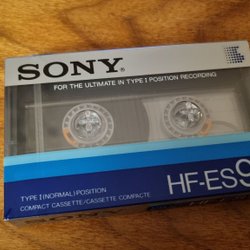 SONY®
FOR THE ULTIMATE IN TYPE I POSITION RECORDING
TYPE I (NORMAL) POSITION
HF-ES
COMPACT CASSETTE/CASSETTE COMPACTE